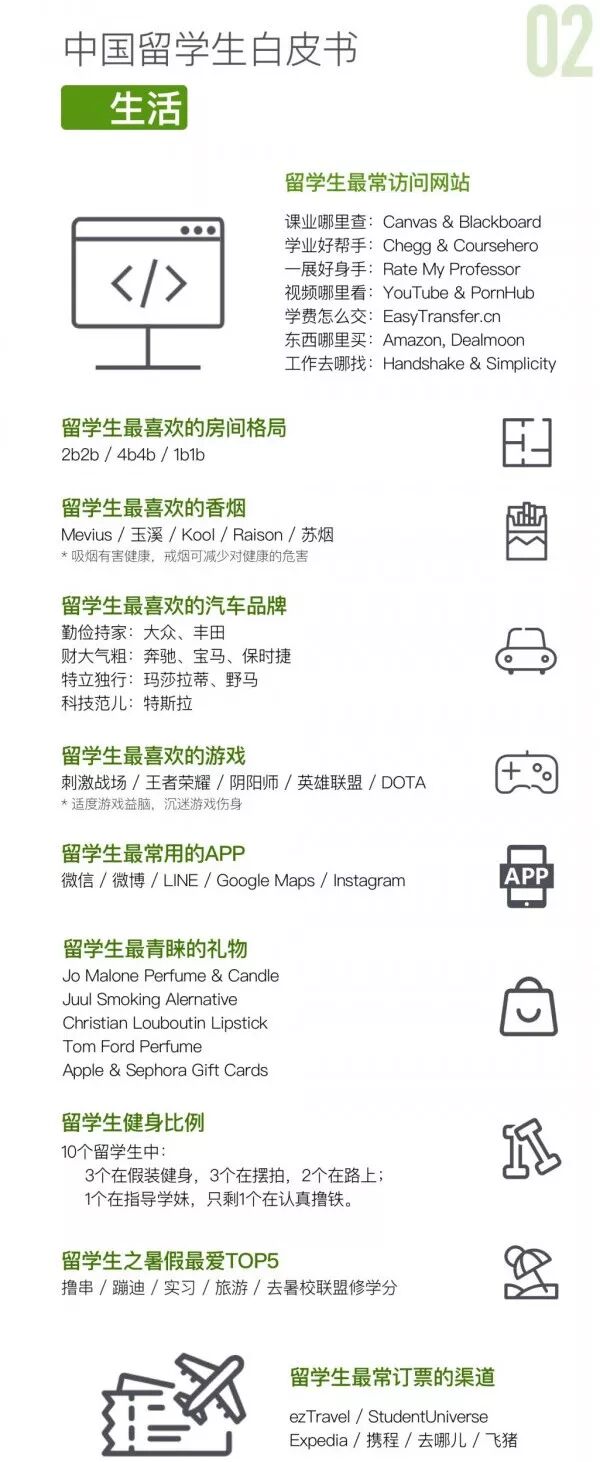 02
中国留学生白皮书
生活
留学生最常访问网站
课业哪里查：Canvas & Blackboard
学业好帮手：Chegg & Coursehero
一展好身手：Rate My Professor
视频哪里看：YouTube & PornHub
学费怎么交：EasyTransfer.cn
东西哪里买：Amazon, Dealmoon
工作去哪找：Handshake & Simplicity
留学生最喜欢的房间格局
2b2b / 4b4b / 1b1b
留学生最喜欢的香烟
Mevius / 玉溪 / Kool / Raison / 苏烟
* 吸烟有害健康，戒烟可减少对健康的危害
留学生最喜欢的汽车品牌
勤俭持家：大众、丰田
财大气粗：奔驰、宝马、保时捷
特立独行：玛莎拉蒂、野马
科技范儿：特斯拉
留学生最喜欢的游戏
刺激战场 / 王者荣耀 / 阴阳师 / 英雄联盟 / DOTA
* 适度游戏益脑，沉迷游戏伤身
留学生最常用的APP
微信 / 微博 / LINE / Google Maps / Instagram
APP
留学生最青睐的礼物
Jo Malone Perfume & Candle
Juul Smoking Alernative
Christian Louboutin Lipstick
Tom Ford Perfume
Apple & Sephora Gift Cards
留学生健身比例
10个留学生中：
3个在假装健身，3个在摆拍，2个在路上；
1个在指导学妹，只剩1个在认真撸铁。
留学生之暑假最爱TOP5
撸串 / 蹦迪 / 实习 / 旅游 / 去暑校联盟修学分
留学生最常订票的渠道
ezTravel / StudentUniverse
Expedia / 携程 / 去哪儿 / 飞猪